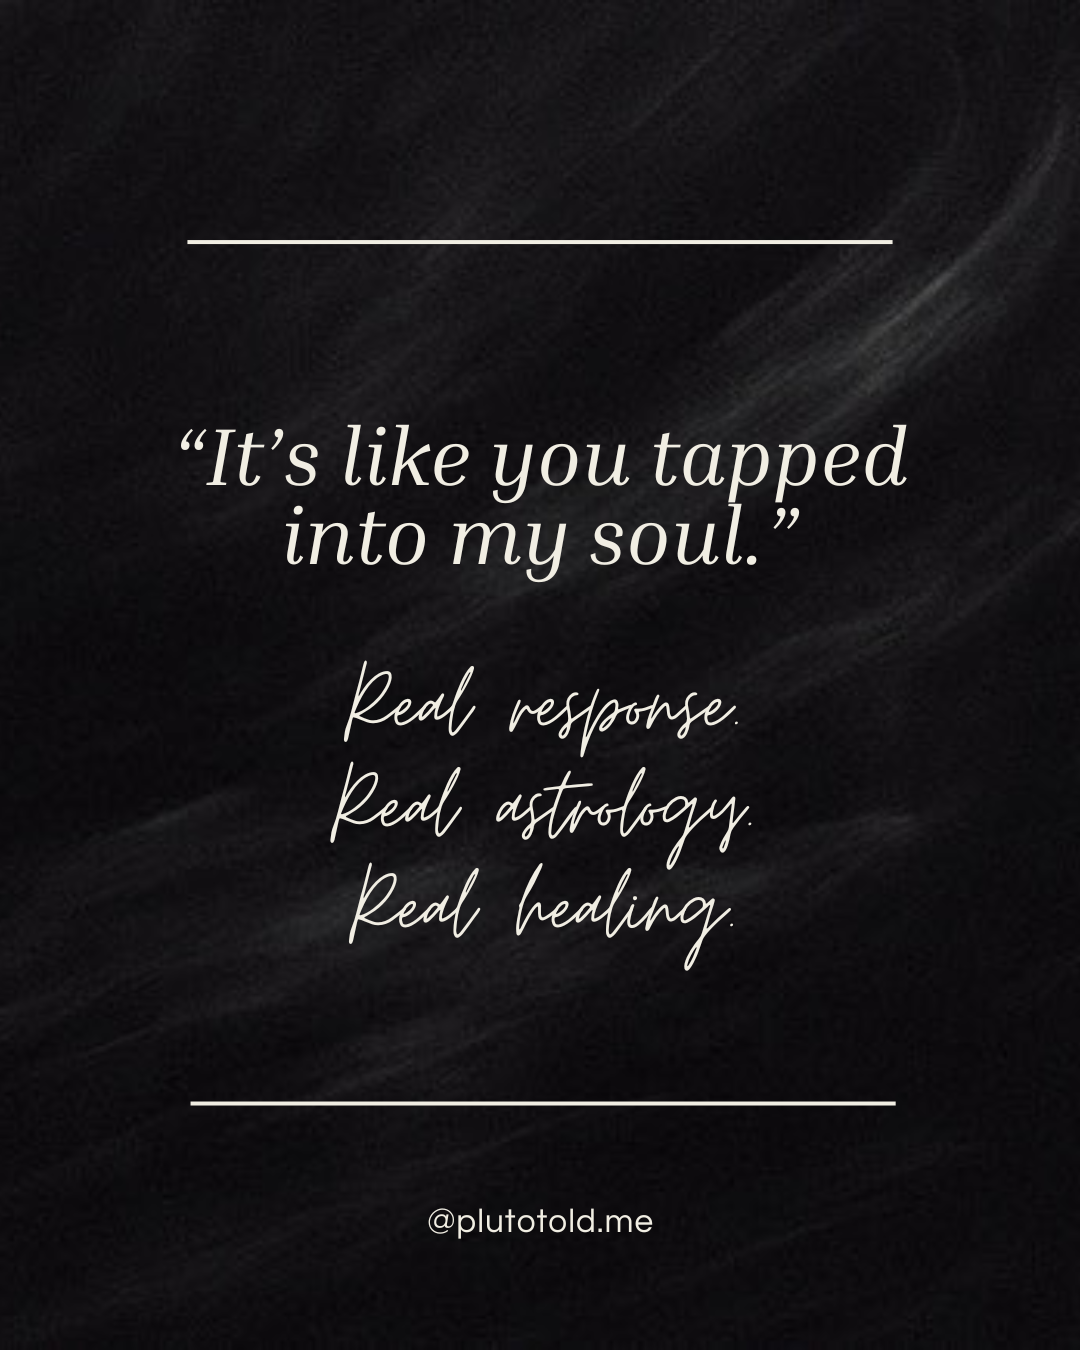 “It’s like you tapped
into my soul.”
Real response.
Real astrology.
Real healing.
@plutotold.me